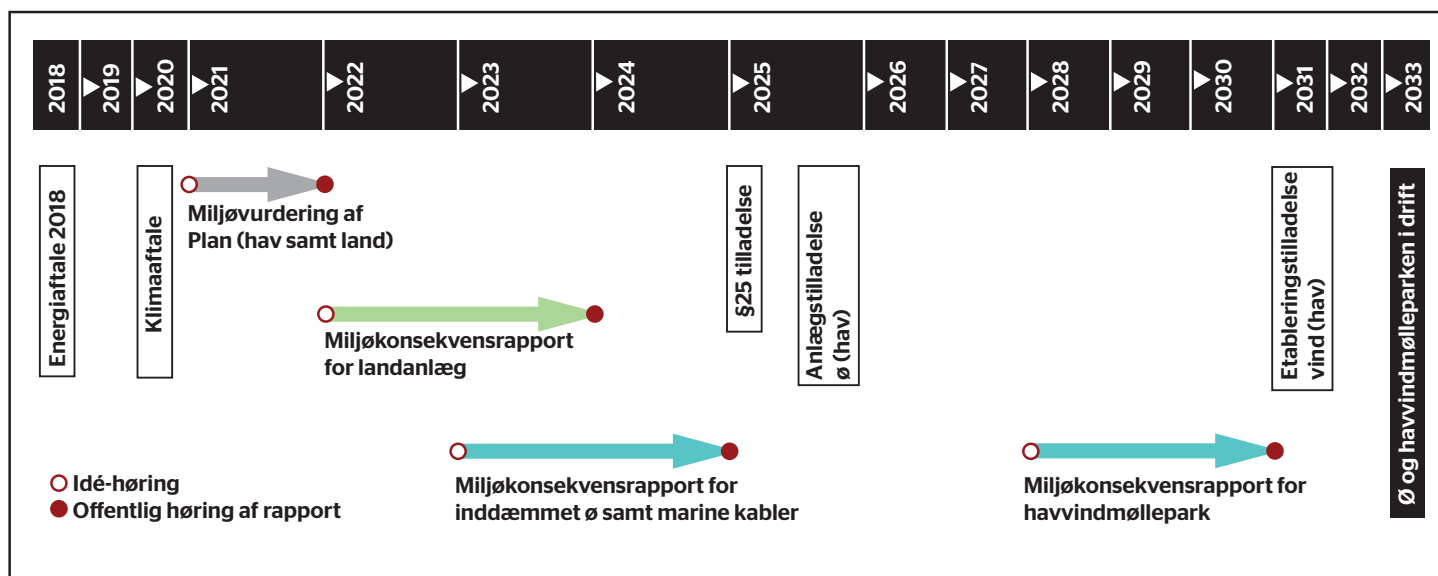 2018
2019
2020
2021
2022
2023
2024
2025
2026
2027
2028
2029
2030
2031
2032
2033
Energiaftale 2018
Klimaaftale
Miljøvurdering af
Plan (hav samt land)
Miljøkonsekvensrapport
for landanlæg
Miljøkonsekvensrapport for
inddæmmet ø samt marine kabler
§25 tilladelse
Anlægstilladelse
ø (hav)
Miljøkonsekvensrapport for
havvindmøllepark
Etableringstilladelse
vind (hav)
Ø og havvindmølleparken i drift
Idé-høring
Offentlig høring af rapport